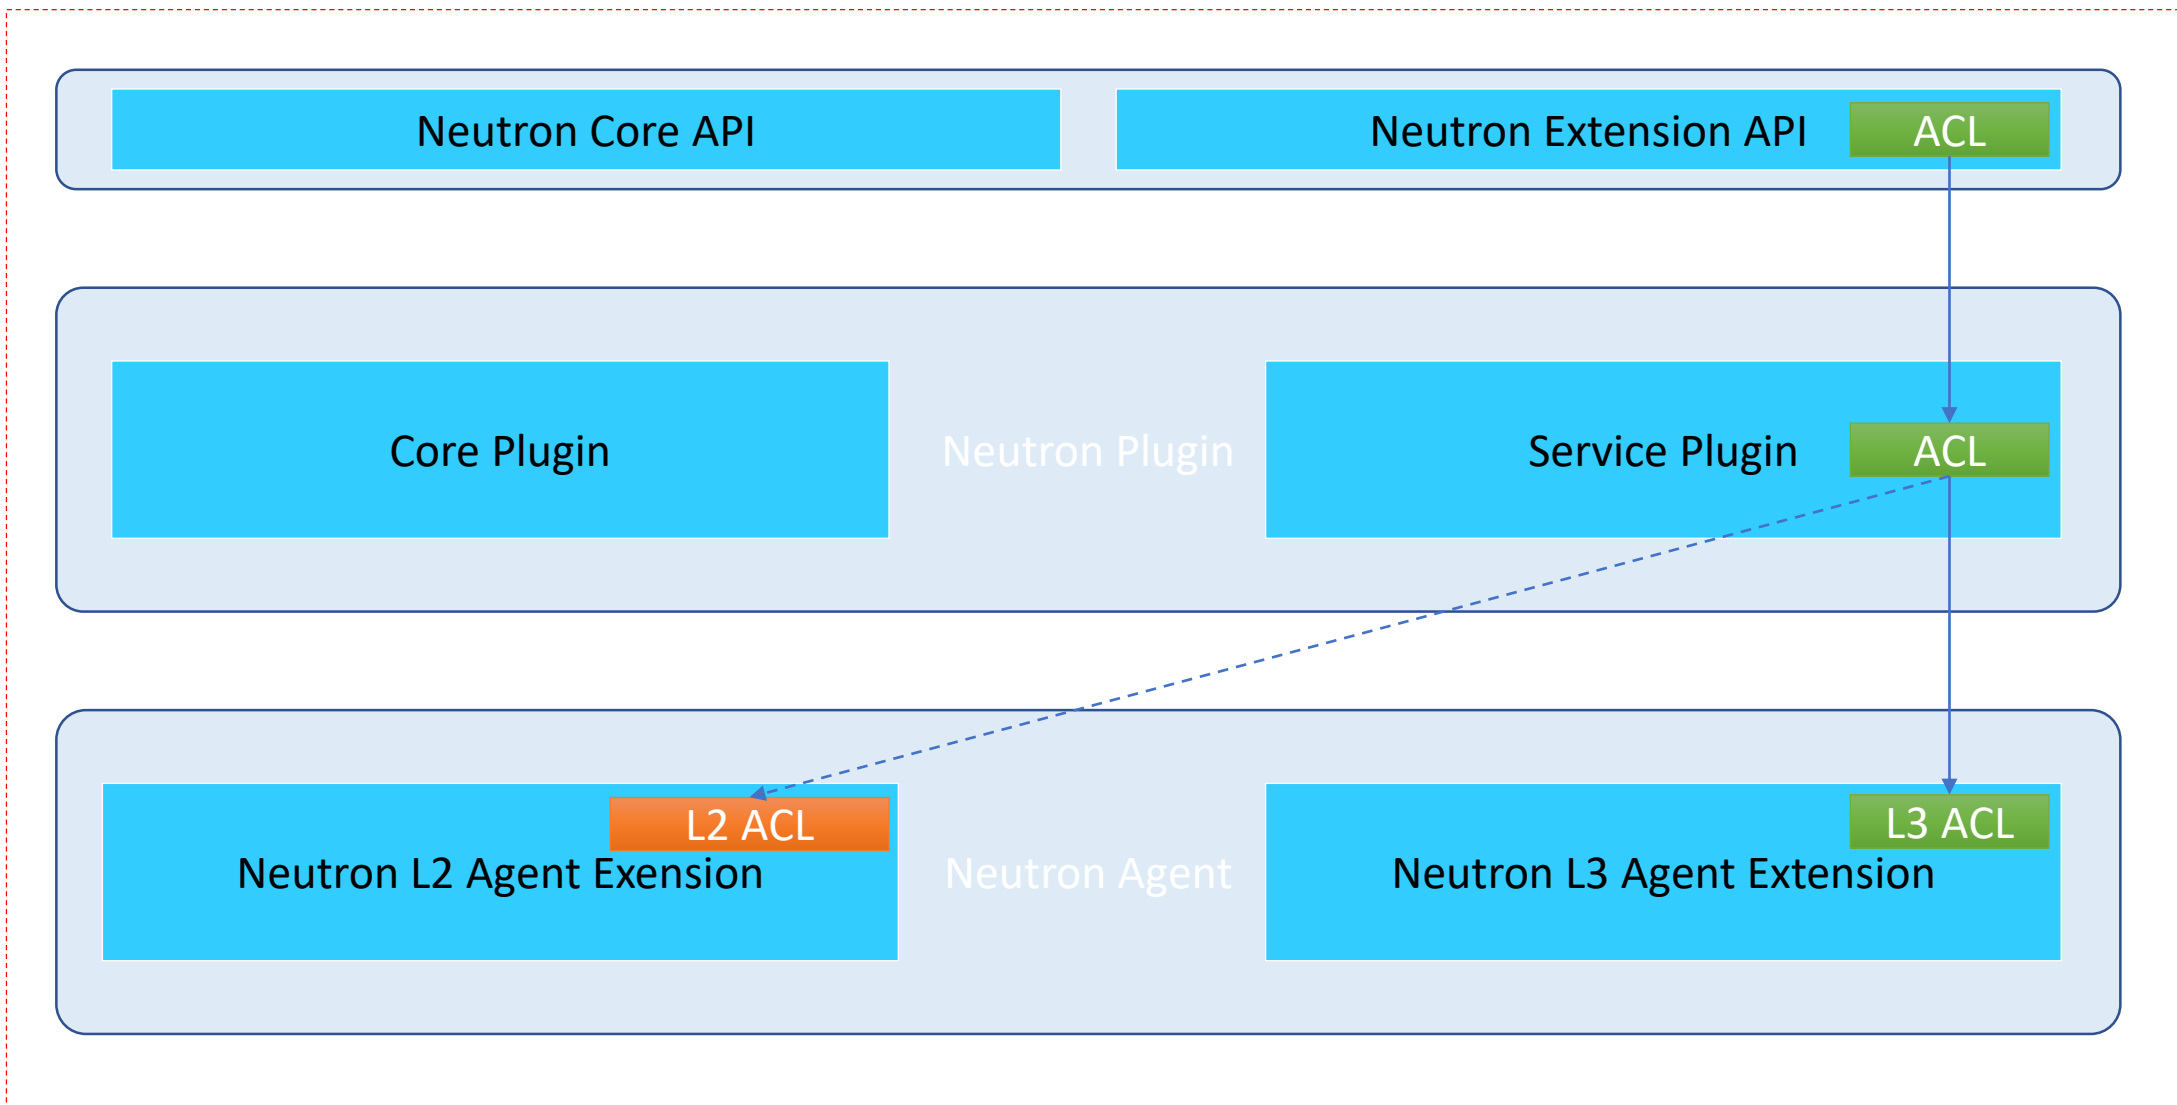 Neutron Core API
Neutron Extension API
ACL
Core Plugin
Neutron Plugin
Service Plugin
ACL
L2 ACL
Neutron L2 Agent Exension
Neutron Agent
L3 ACL
Neutron L3 Agent Extension